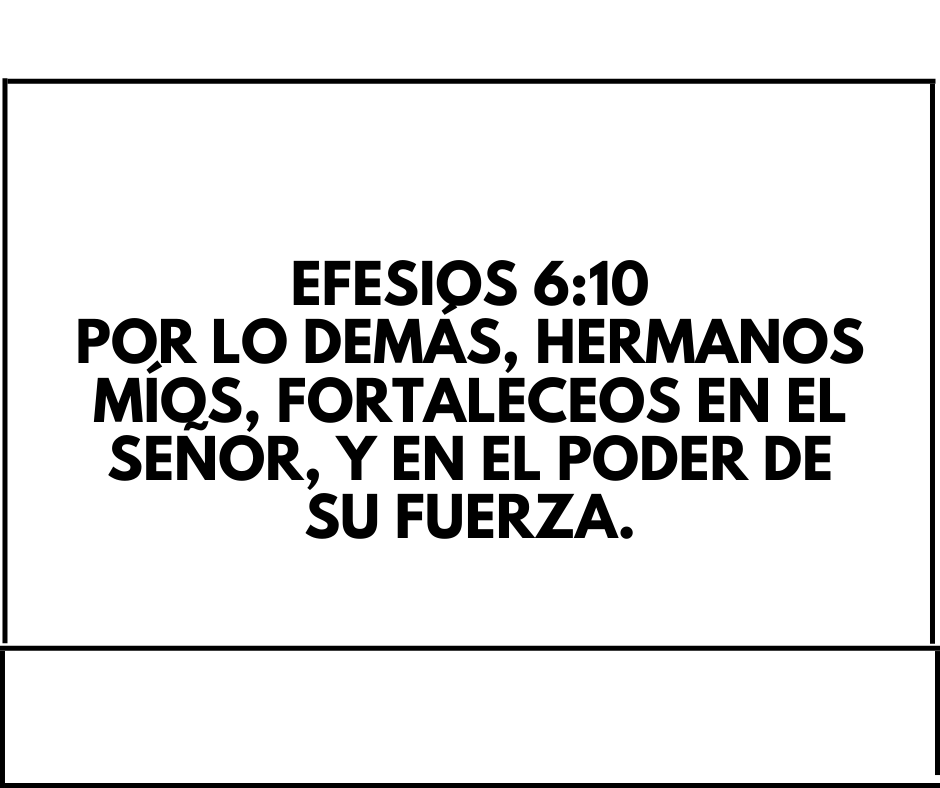 EFESIOS 6:10
POR LO DEMÁS, HERMANOS
MÍOS, FORTALECEOS EN EL
SEÑOR, Y EN EL PODER DE
SU FUERZA.